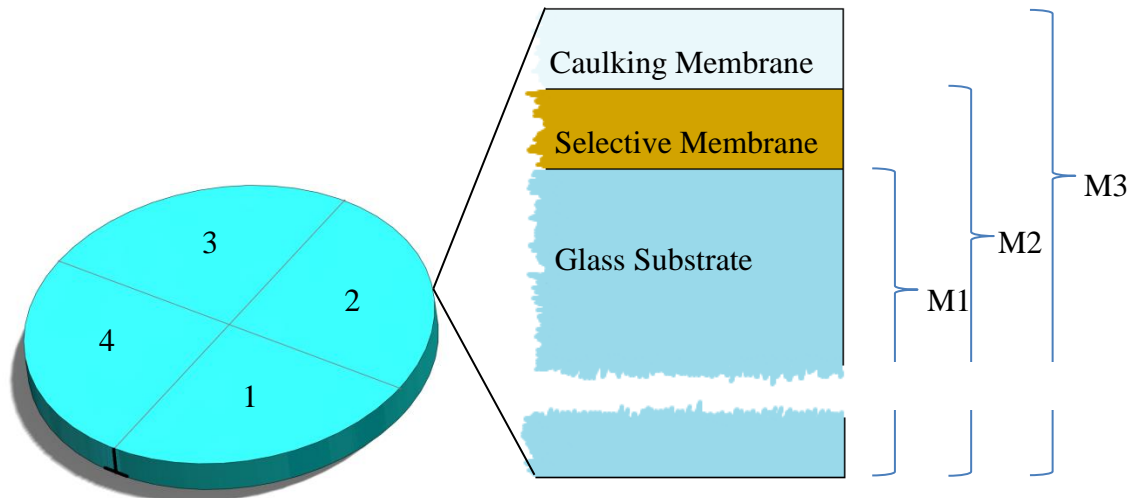 Caulking Membrane
Selective Membrane
Glass Substrate
M3
M2
M1
3
2
4
1